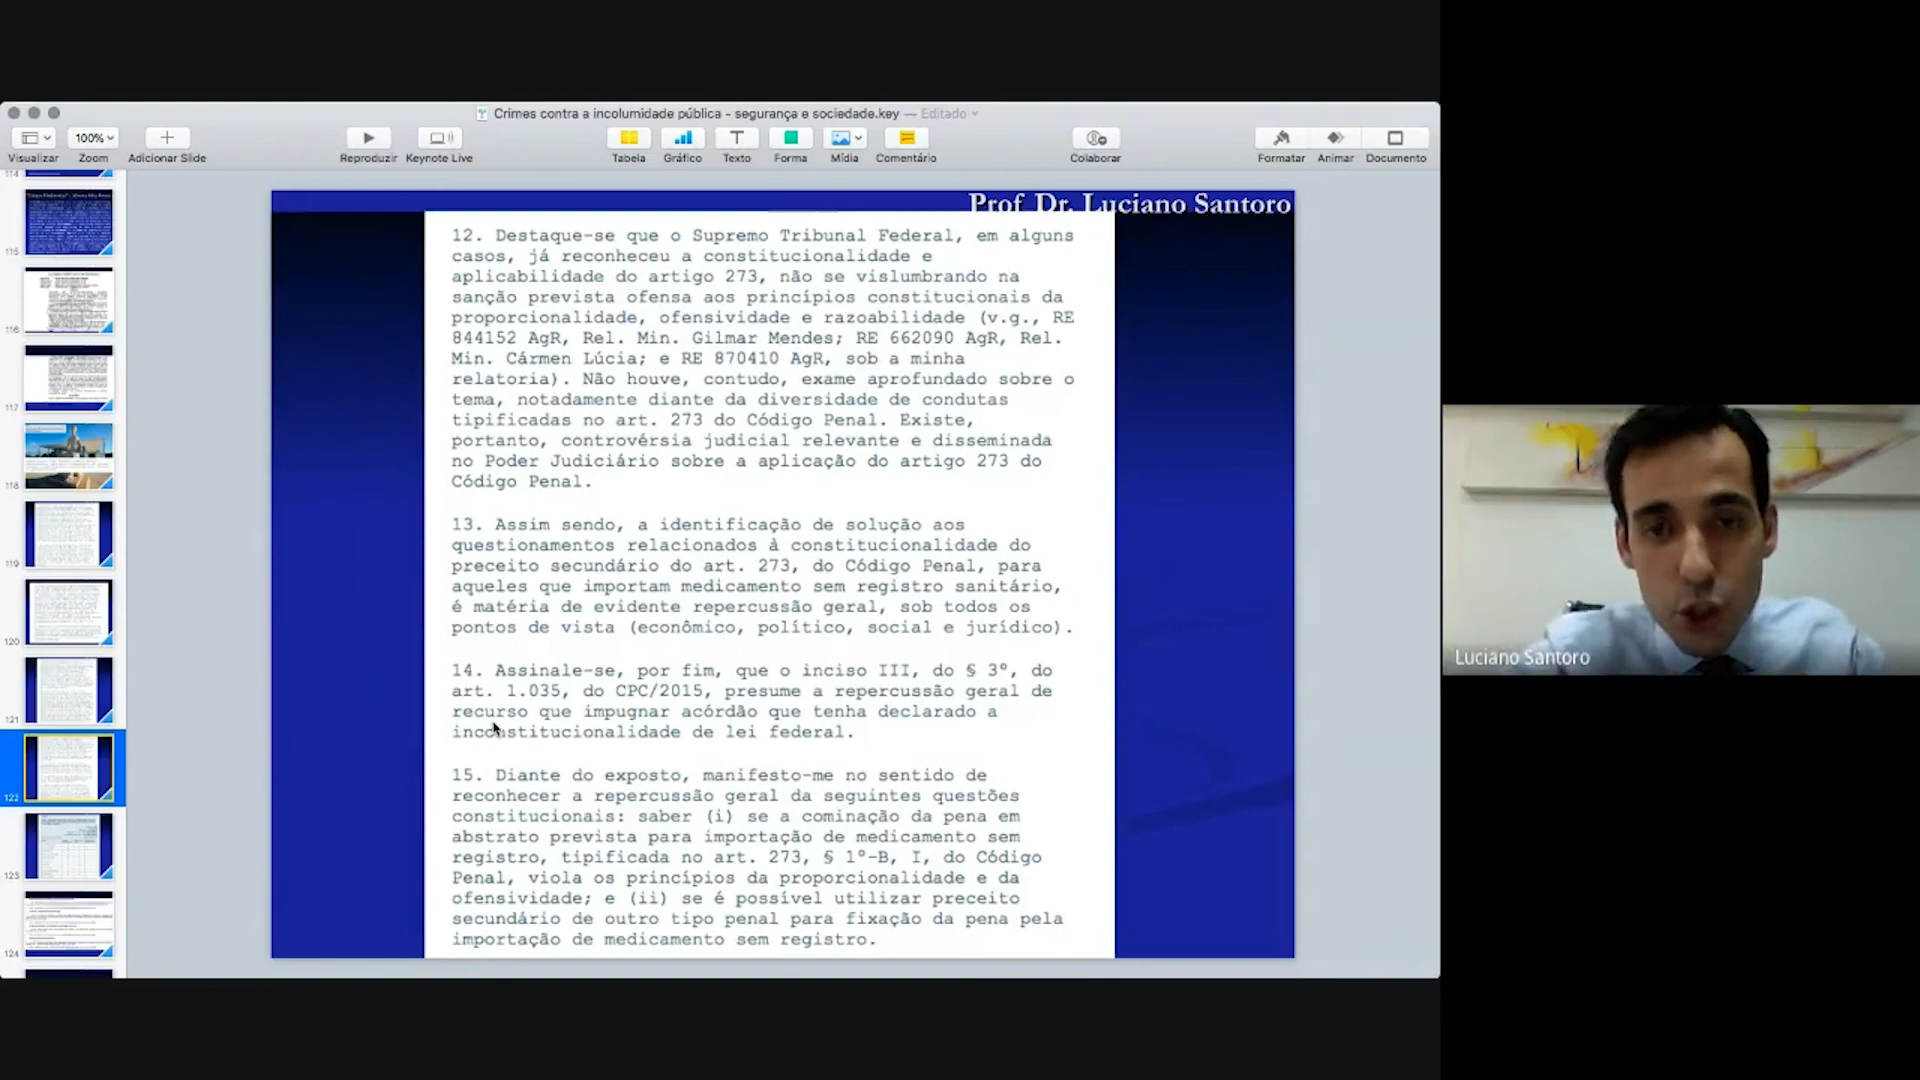 Crimes contra a incolumidade pública - segurança e sociedade.key — Editado
100%
Visualizar
Zoom
Adicionar Slide
Reproduzir
Keynote Live
Tabela
Gráfico
Texto
Forma
Mídia
Comentário
Colaborar
Formatar
Animar
Documento
114
115
116
117
118
119
120
121
122
123
124
Prof. Dr. Luciano Santoro
12. Destaque-se que o Supremo Tribunal Federal, em alguns
casos, já reconheceu a constitucionalidade e
aplicabilidade do artigo 273, não se vislumbrando na
sanção prevista ofensa aos princípios constitucionais da
proporcionalidade, ofensividade e razoabilidade (v.g., RE
844152 AgR, Rel. Min. Gilmar Mendes; RE 662090 AgR, Rel.
Min. Cármen Lúcia; e RE 870410 AgR, sob a minha
relatoria). Não houve, contudo, exame aprofundado sobre o
tema, notadamente diante da diversidade de condutas
tipificadas no art. 273 do Código Penal. Existe,
portanto, controvérsia judicial relevante e disseminada
no Poder Judiciário sobre a aplicação do artigo 273 do
Código Penal.
13. Assim sendo, a identificação de solução aos
questionamentos relacionados à constitucionalidade do
preceito secundário do art. 273, do Código Penal, para
aqueles que importam medicamento sem registro sanitário,
é matéria de evidente repercussão geral, sob todos os
pontos de vista (econômico, político, social e jurídico).
14. Assinale-se, por fim, que o inciso III, do § 3º, do
art. 1.035, do CPC/2015, presume a repercussão geral de
recurso que impugnar acórdão que tenha declarado a
inconstitucionalidade de lei federal.
15. Diante do exposto, manifesto-me no sentido de
reconhecer a repercussão geral da seguintes questões
constitucionais: saber (i) se a cominação da pena em
abstrato prevista para importação de medicamento sem
registro, tipificada no art. 273, § 1º-B, I, do Código
Penal, viola os princípios da proporcionalidade e da
ofensividade; e (ii) se é possível utilizar preceito
secundário de outro tipo penal para fixação da pena pela
importação de medicamento sem registro.
Luciano Santoro